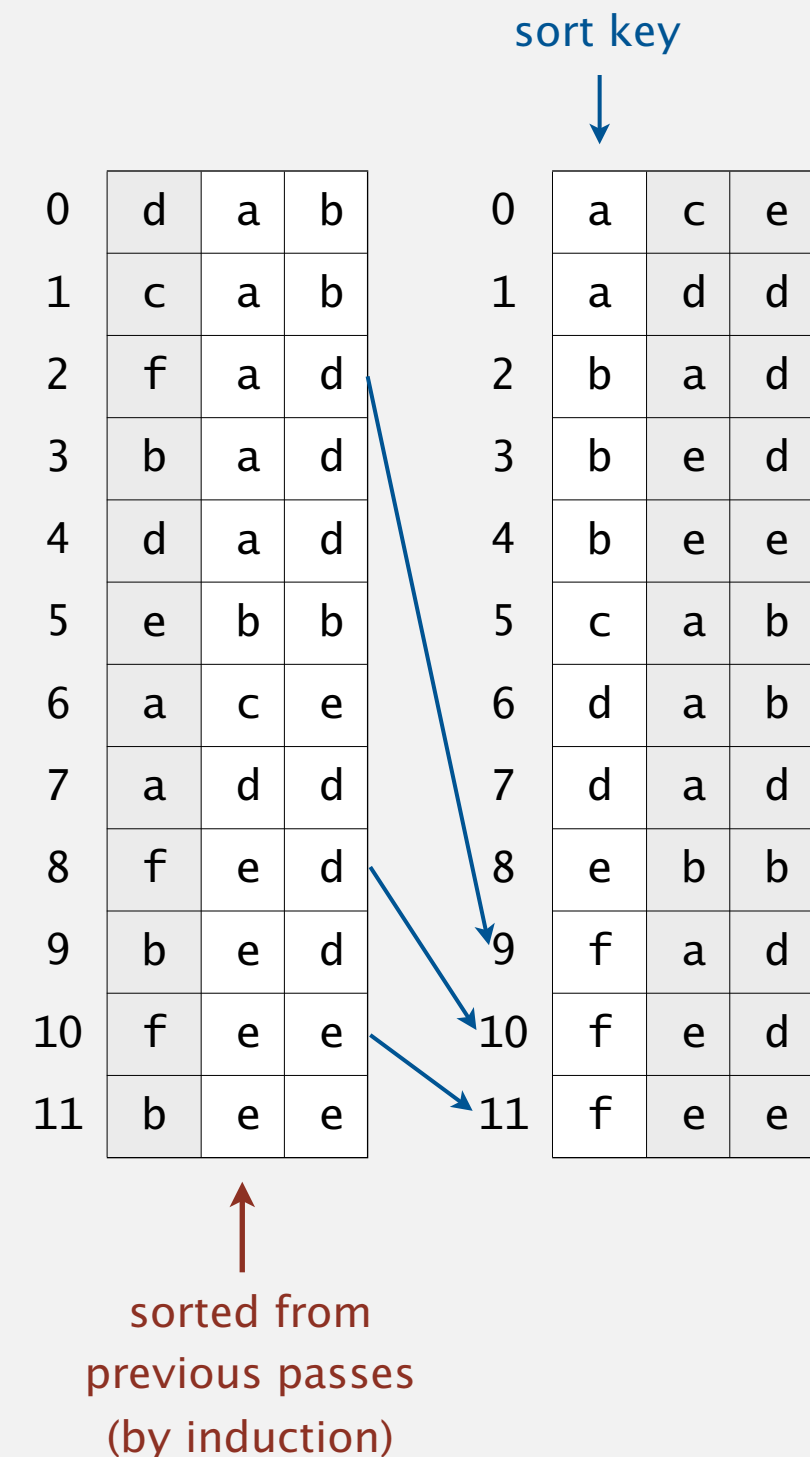 sort key
0 d a b 0 a c e
1 c a b 1 a d d
2 f a d 2 b a d
3 b a d 3 b e d
4 d a d 4 b e e
5 e b b 5 c a b
6 a c e 6 d a b
7 a d d 7 d a d
8 f e d 8 e b b
9 b e d 9 f a d
10 f e e 10 f e d
11 b e e 11 f e e
sorted from
previous passes
(by induction)